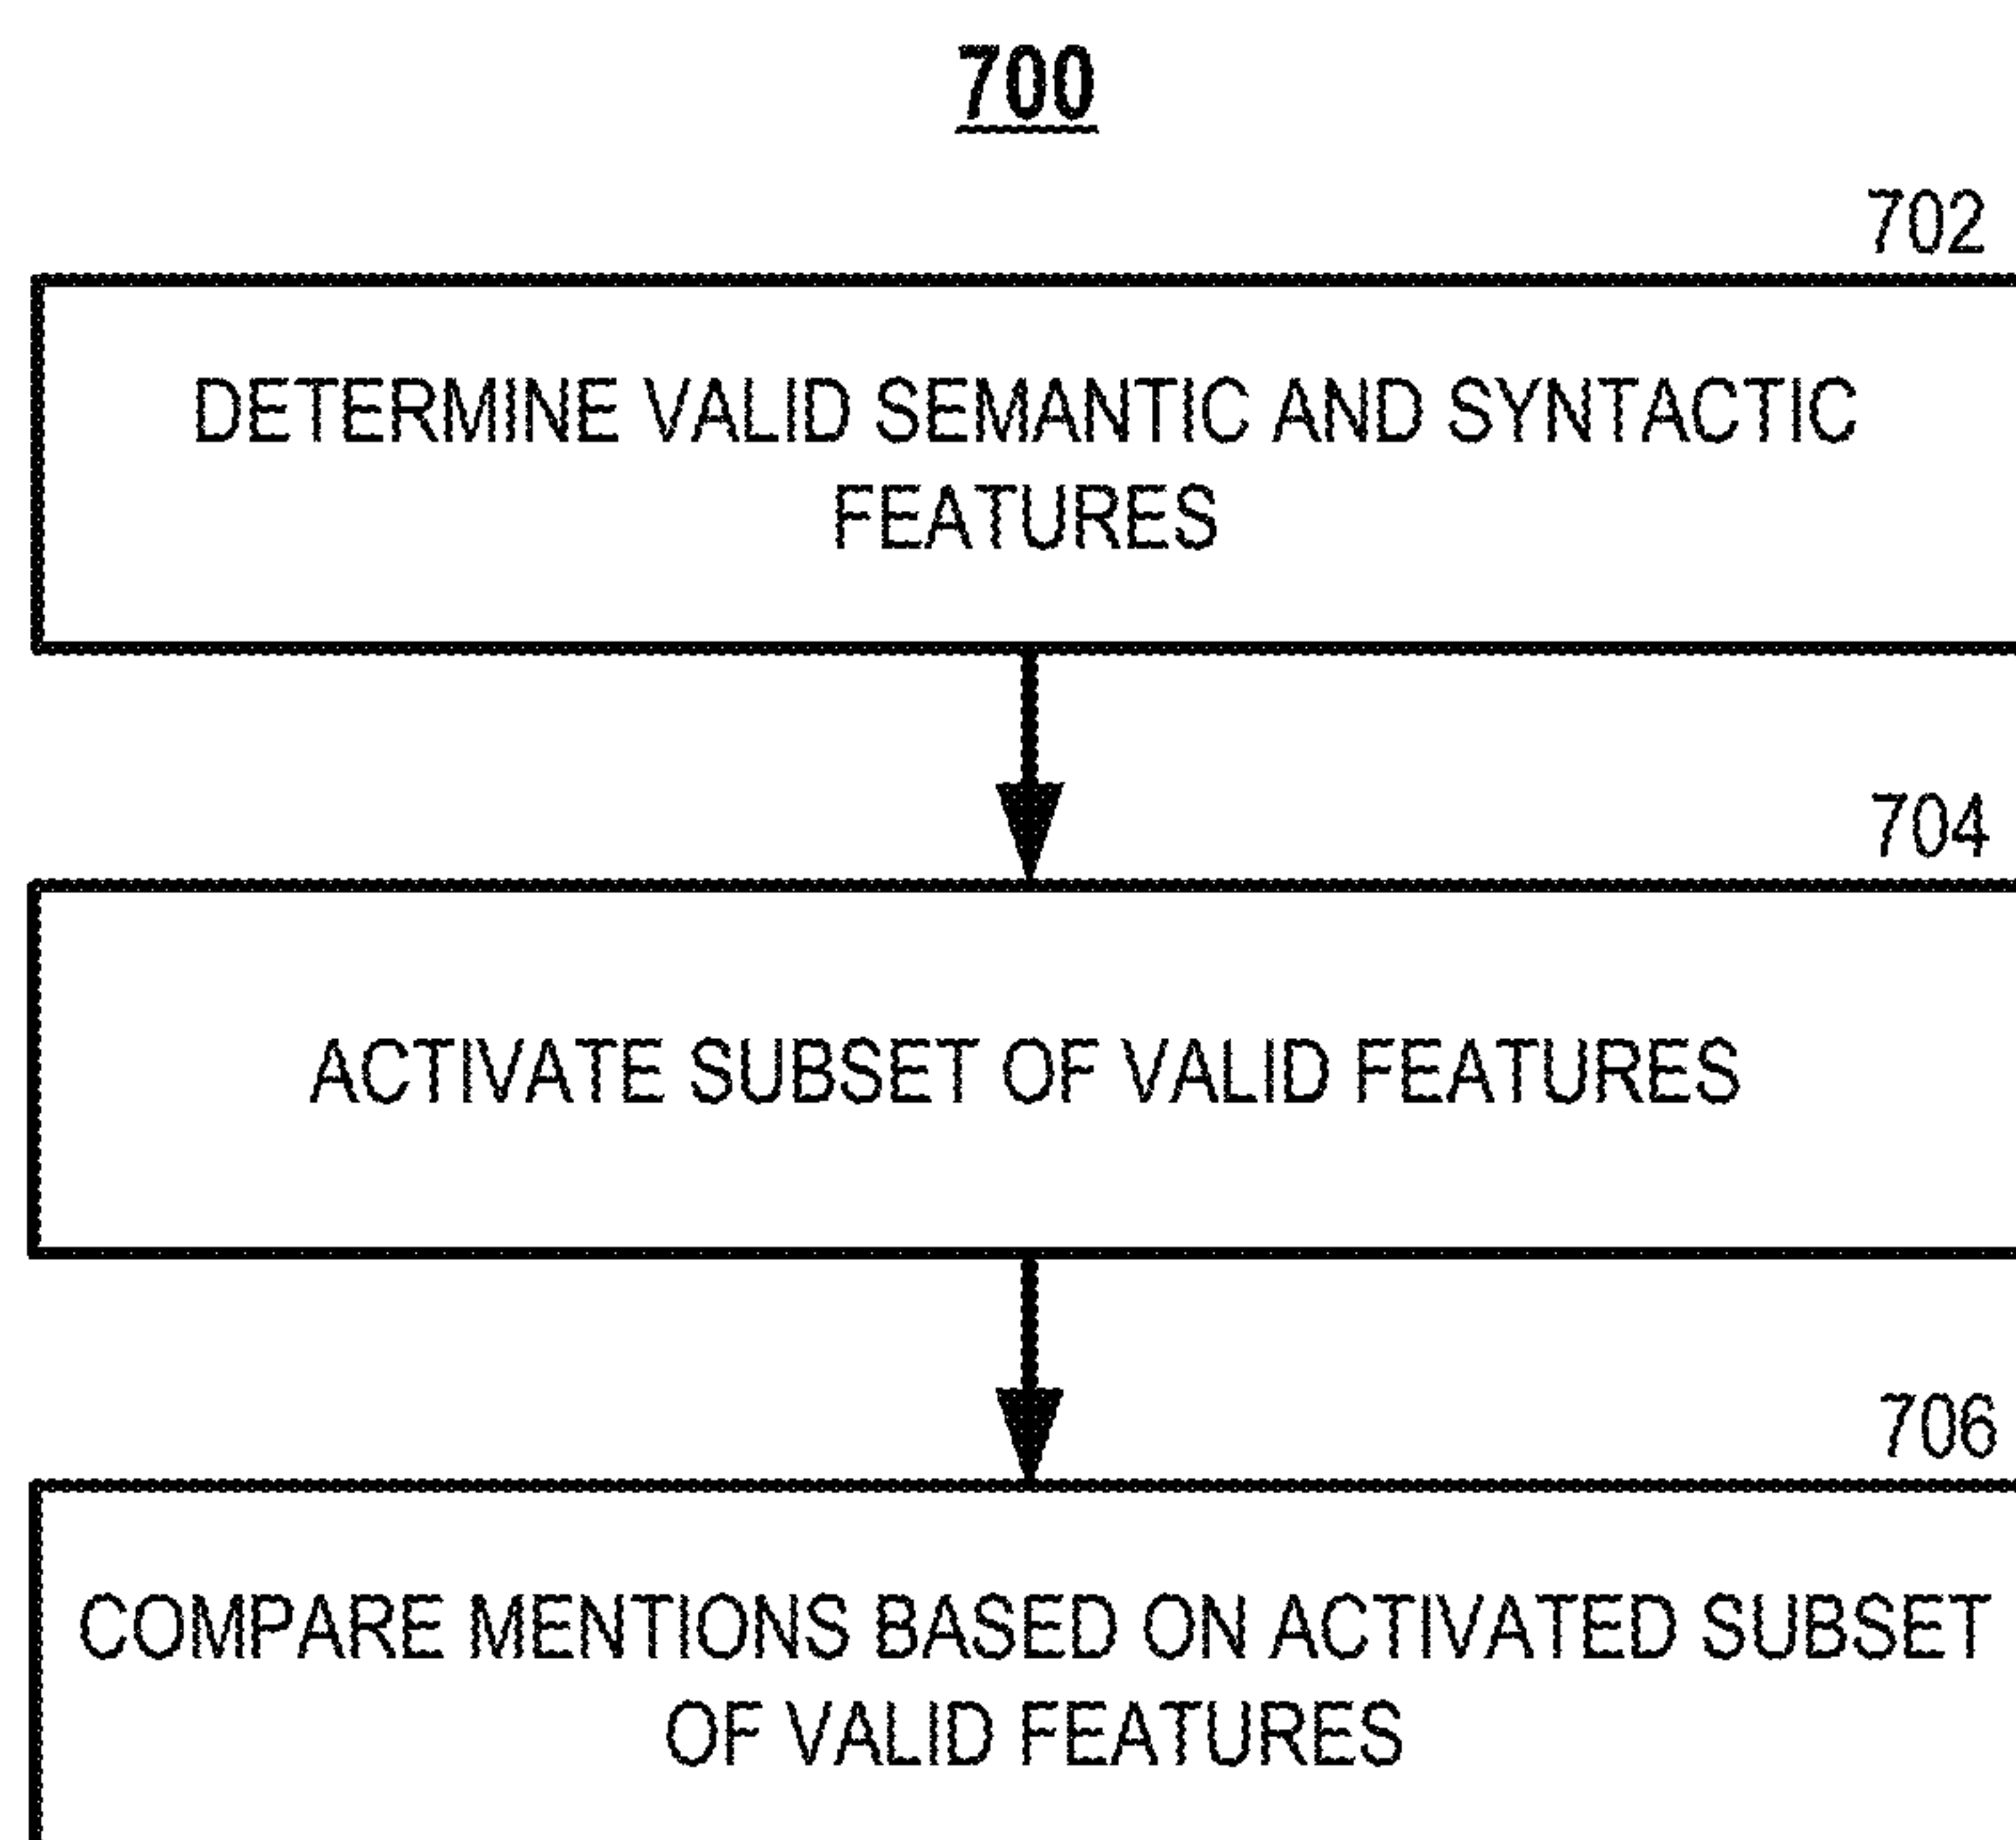 700
702
DETERMINE VALID SEMANTIC AND SYNTACTIC
FEATURES
704
ACTIVATE SUBSET OF VALID FEATURES
706
COMPARE MENTIONS BASED ON ACTIVATED SUBSET
OF VALID FEATURES